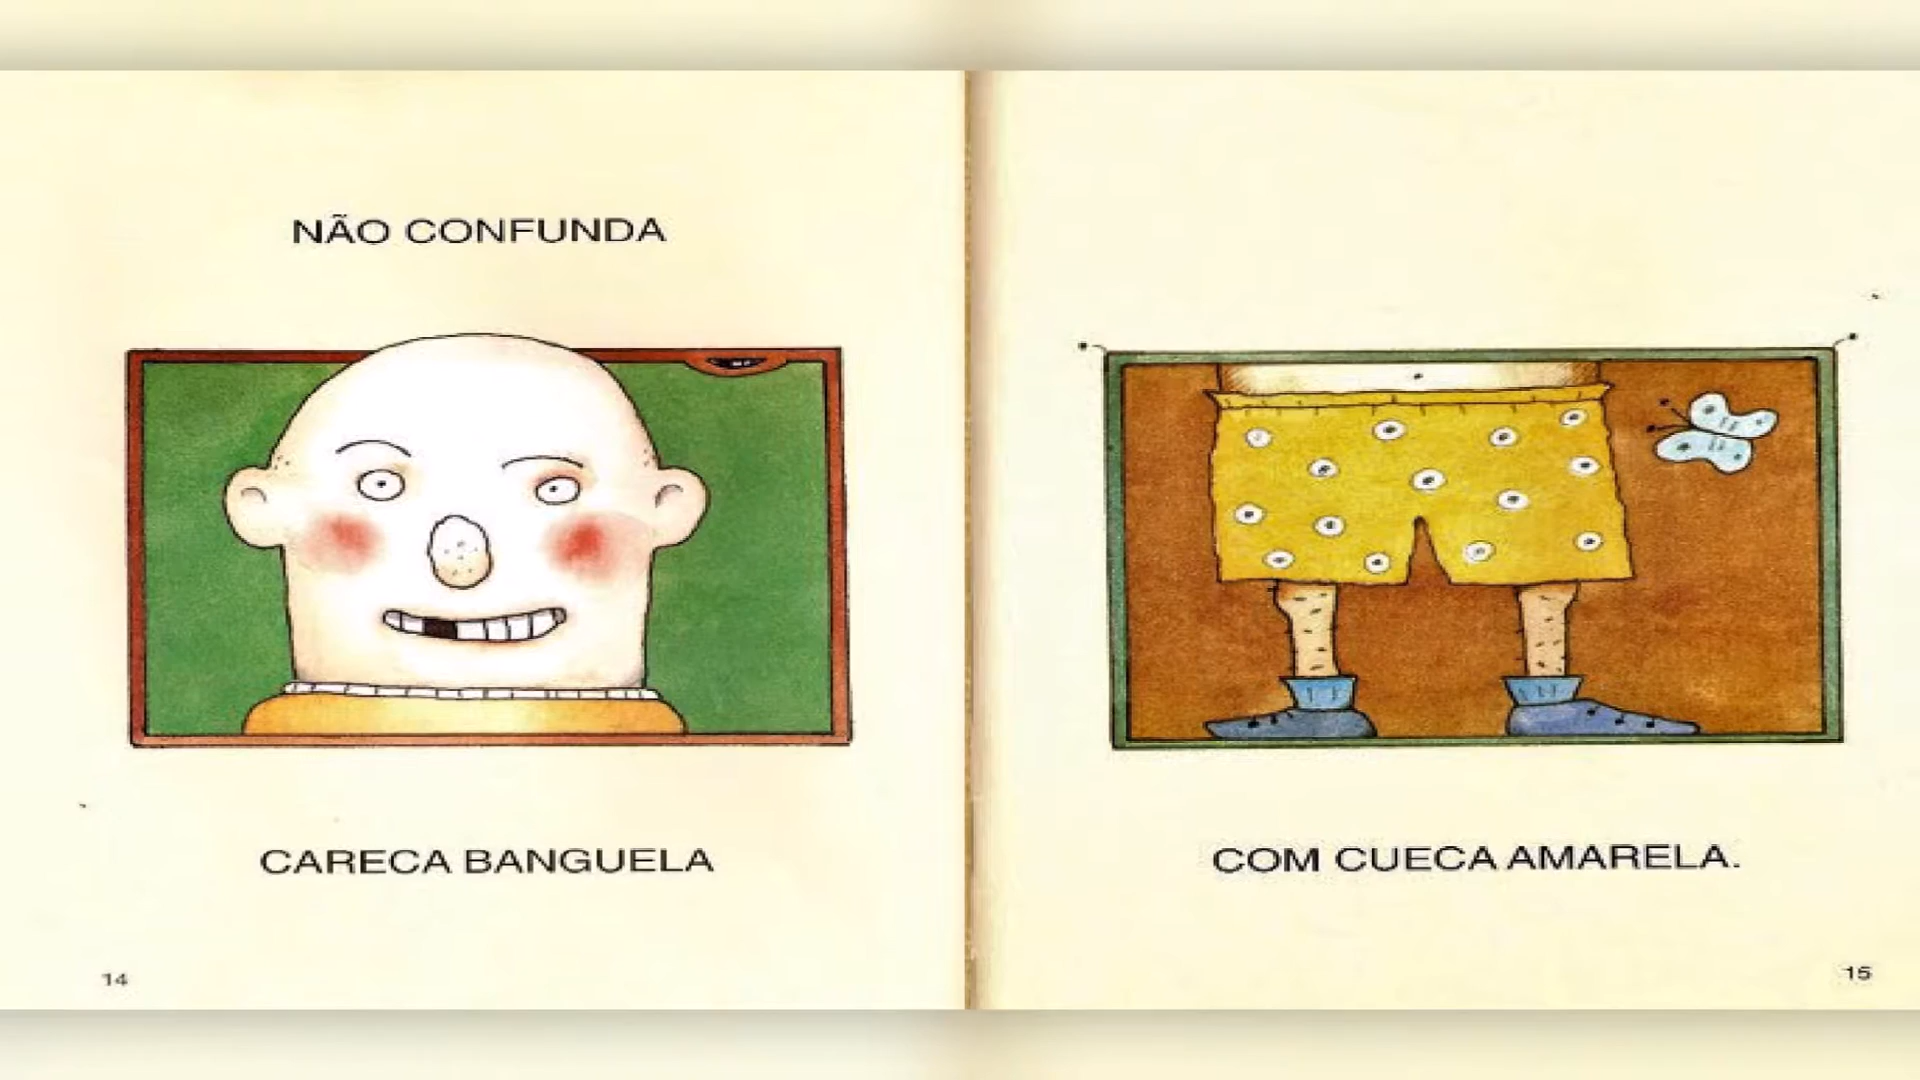 NÃO CONFUNDA
CARECA BANGUELA
14
COM CUECA AMARELA.
15